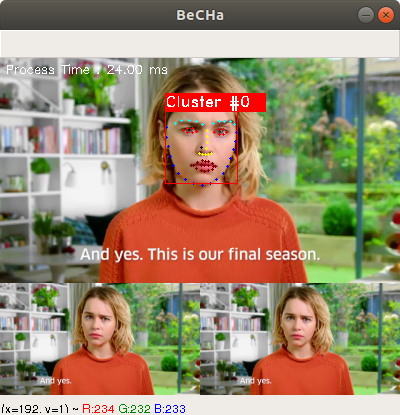 BeCHa
Process Time : 24.00 ms
Cluster #0
And yes. This is our final season.
And yes.
And yes.
(x=192, y=1) ~ R:234 G:232 B:233